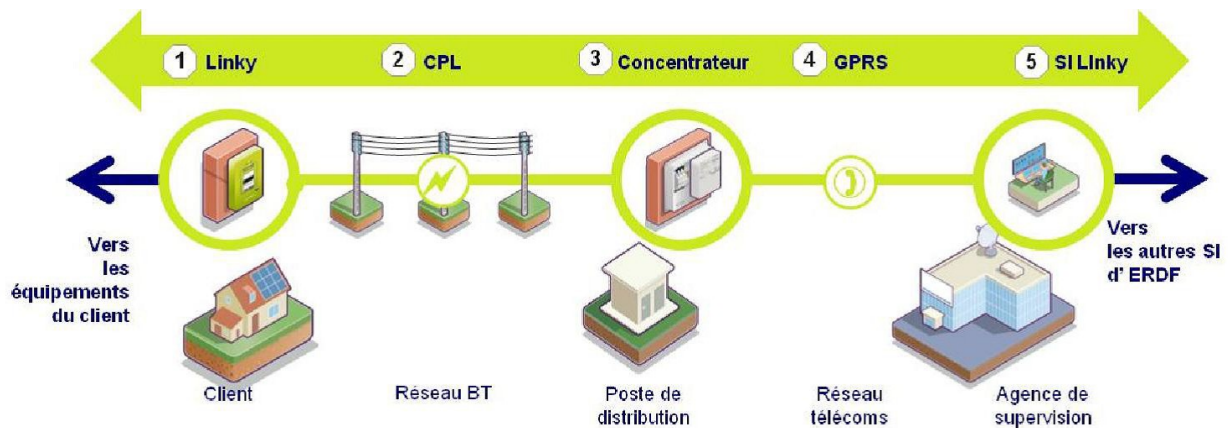 1 Linky 2 CPL 3 Concentrateur 4 GPRS 5 SI LInky
Vers
les
équipements
du client
Vers
les autres SI
d' ERDF
Client
Réseau BT
Poste de
distribution
Réseau
télécoms
Agence de
supervision